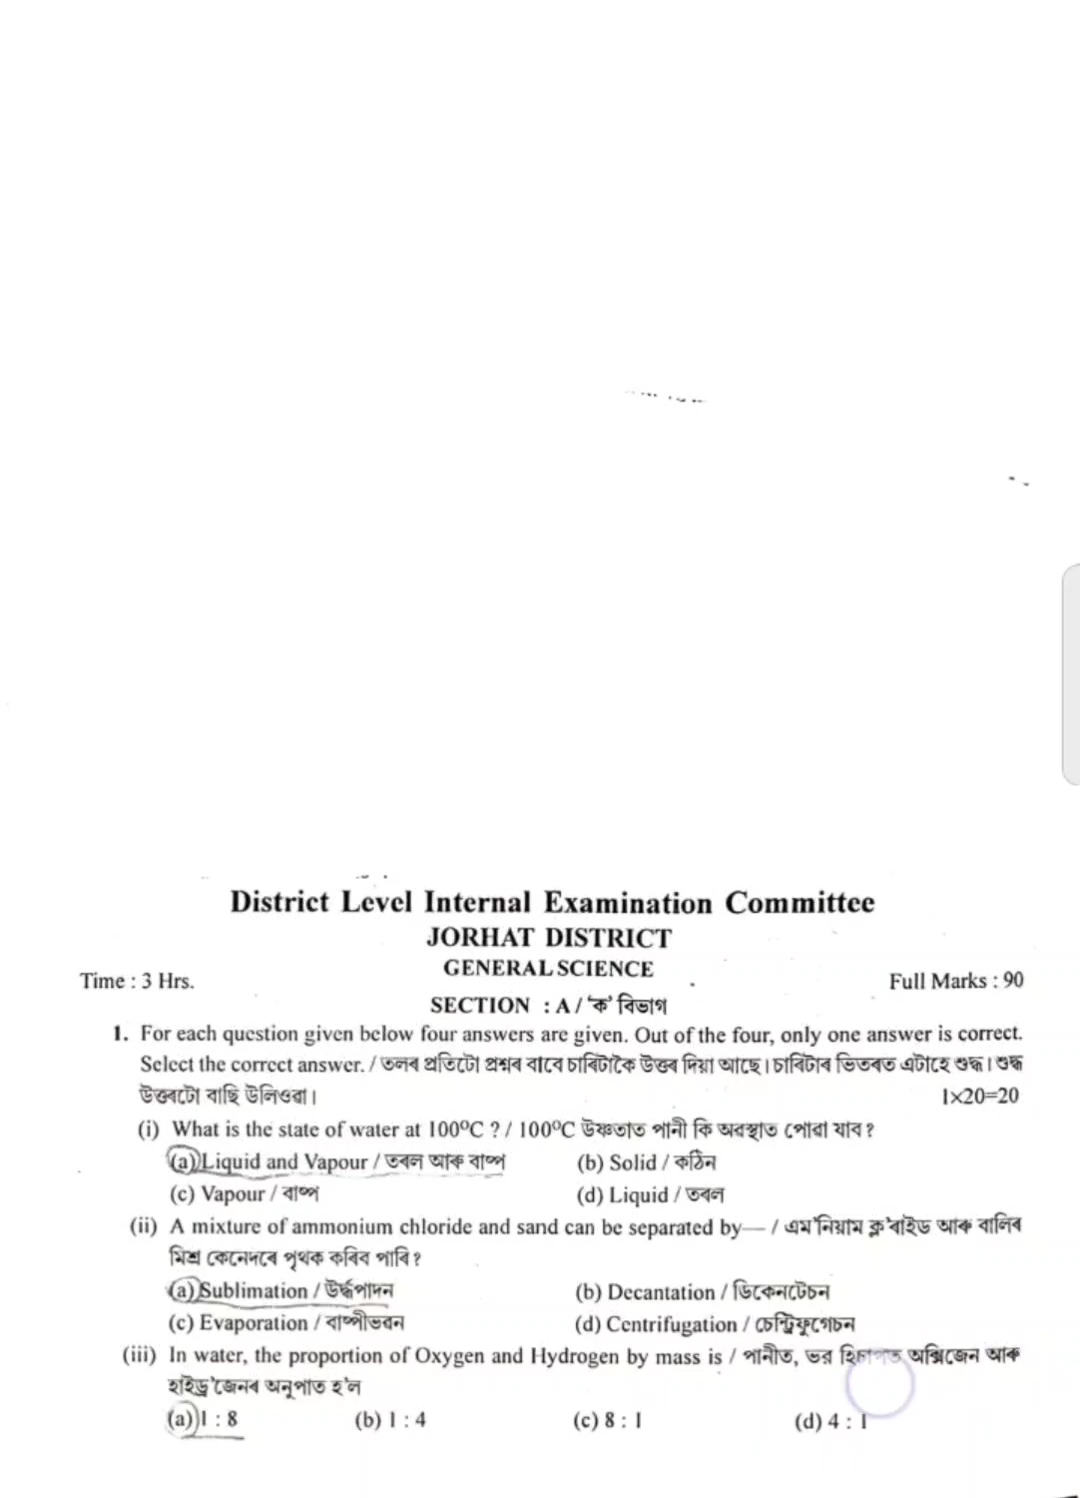 District Level Internal Examination Committee
JORHAT DISTRICT
GENERAL SCIENCE
Time : 3 Hrs.
Full Marks : 90
SECTION : A / 'ক' বিভাগ
1. For each question given below four answers are given. Out of the four, only one answer is correct.
Select the correct answer. / তলৰ প্ৰতিটো প্ৰশ্নৰ বাবে চাৰিটাকৈ উত্তৰ দিয়া আছে। চাৰিটাৰ ভিতৰত এটাহে শুদ্ধ। শুদ্ধ
উত্তৰটো বাছি উলিওৱা। 1×20=20
(i) What is the state of water at 100⁰C ? / 100⁰C উষ্ণতাত পানী কি অৱস্থাত পোৱা যাব ?
(a) Liquid and Vapour / তৰল আৰু বাষ্প (b) Solid / কঠিন
(c) Vapour / বাষ্প (d) Liquid / তৰল
(ii) A mixture of ammonium chloride and sand can be separated by— / এম'নিয়াম ক্ল'ৰাইড আৰু বালিৰ
মিশ্ৰ কেনেদৰে পৃথক কৰিব পাৰি ?
(a) Sublimation / উৰ্দ্ধপাদন (b) Decantation / ডিকেনটেচন
(c) Evaporation / বাষ্পীভৱন (d) Centrifugation / চেন্ট্ৰিফুগেচন
(iii) In water, the proportion of Oxygen and Hydrogen by mass is / পানীত, ভৰ হিচাপত অক্সিজেন আৰু
হাইড্ৰ'জেনৰ অনুপাত হ'ল
(a) 1 : 8 (b) 1 : 4 (c) 8 : 1 (d) 4 : 1